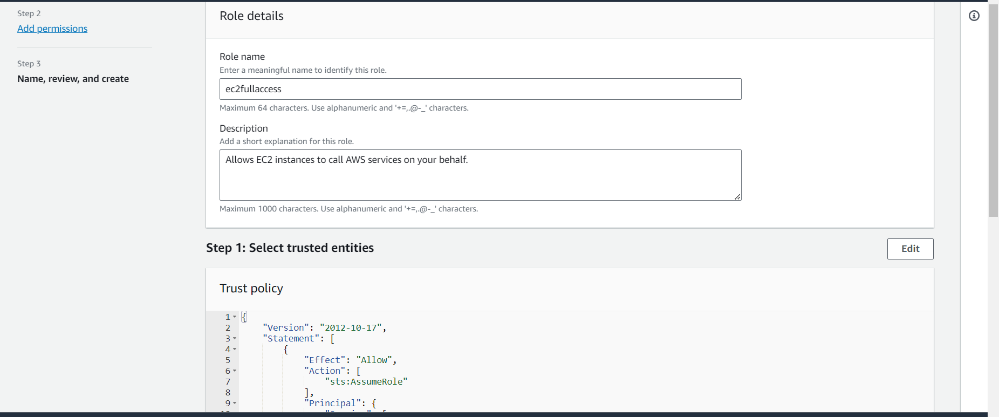 Step 2
Add permissions
Step 3
Name, review, and create
Role details
Role name
Enter a meaningful name to identify this role.
ec2fullaccess
Maximum 64 characters. Use alphanumeric and '+=,.@-_' characters.
Description
Add a short explanation for this role.
Allows EC2 instances to call AWS services on your behalf.
Maximum 1000 characters. Use alphanumeric and '+=,.@-_' characters.
Step 1: Select trusted entities
Edit
Trust policy
1 {
2 "Version": "2012-10-17",
3 "Statement": [
4 {
5 "Effect": "Allow",
6 "Action": [
7 "sts:AssumeRole"
8 ],
9 "Principal": {